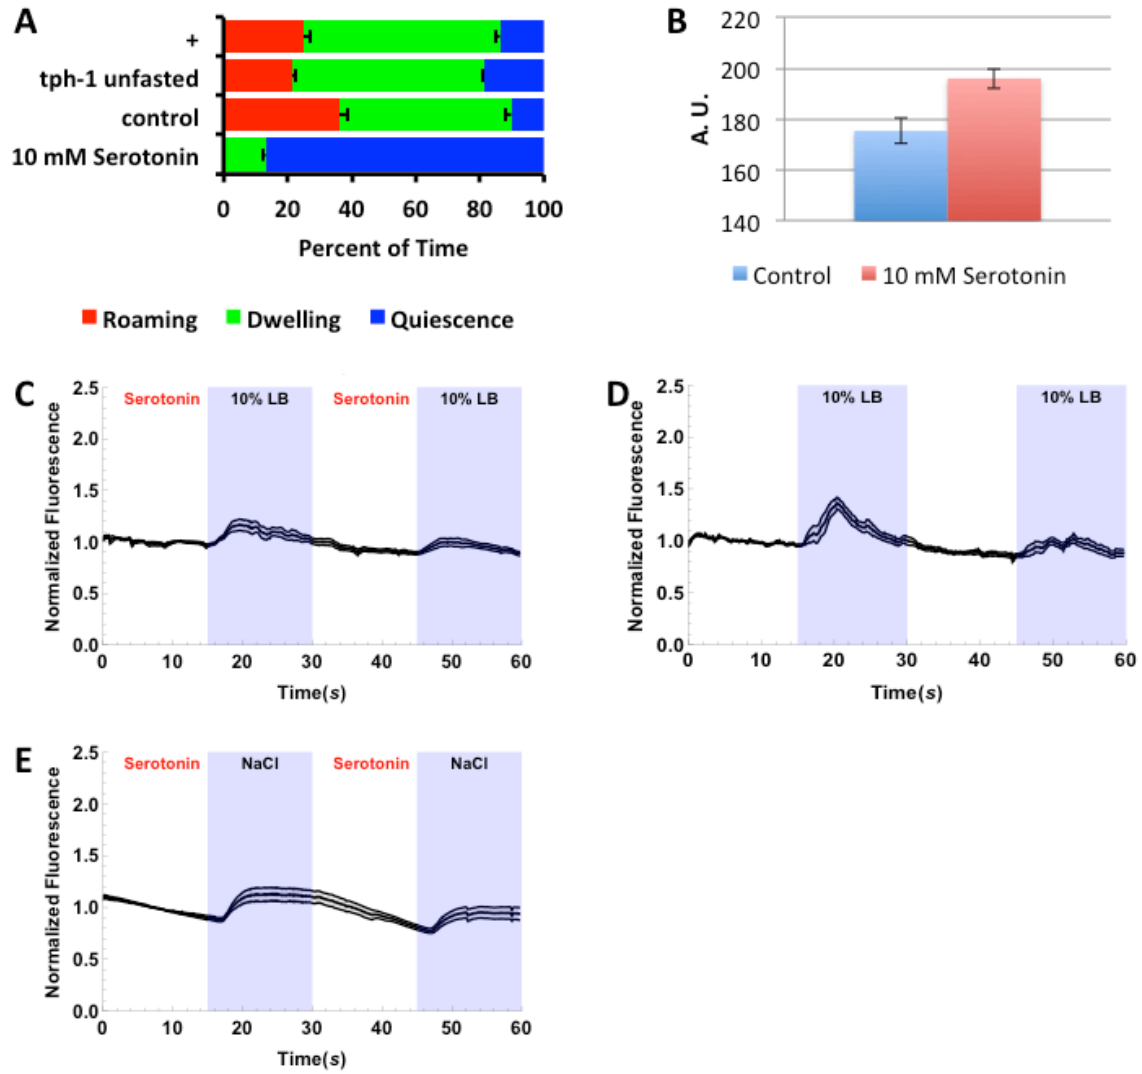 A
+
tph-1 unfasted
control
10 mM Serotonin
0 20 40 60 80 100
Percent of Time
Roaming Dwelling Quiescence
B
220
200
180
160
140
A. U.
Control 10 mM Serotonin
C
2.5
2.0
1.5
1.0
0.5
0.0
Normalized Fluorescence
Serotonin 10% LB Serotonin 10% LB
0 10 20 30 40 50 60
Time(s)
D
2.5
2.0
1.5
1.0
0.5
0.0
Normalized Fluorescence
10% LB 10% LB
0 10 20 30 40 50 60
Time(s)
E
2.5
2.0
1.5
1.0
0.5
0.0
Normalized Fluorescence
Serotonin NaCl Serotonin NaCl
0 10 20 30 40 50 60
Time(s)